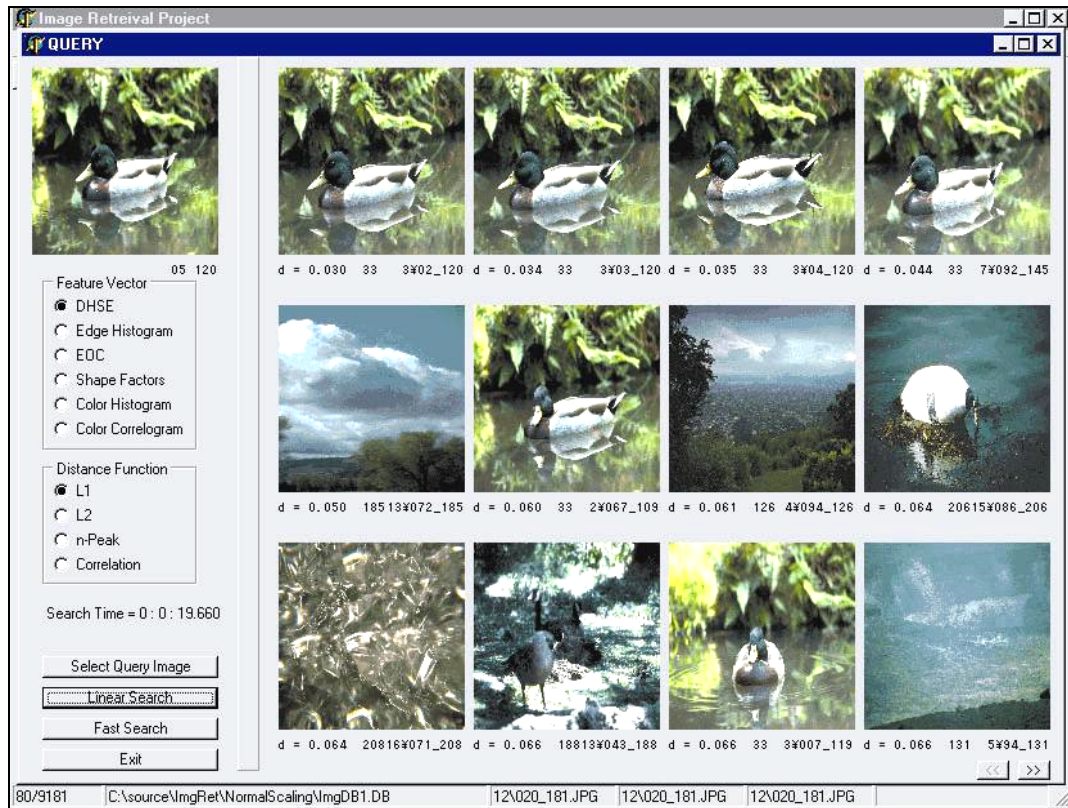 Image Retreival Project
QUERY
05 120
Feature Vector
DHSE
Edge Histogram
EOC
Shape Factors
Color Histogram
Color Correlogram
Distance Function
L1
L2
n-Peak
Correlation
Search Time = 0 : 0 : 19.660
Select Query Image
Linear Search
Fast Search
Exit
d = 0.030 33 3¥02_120
d = 0.034 33 3¥03_120
d = 0.035 33 3¥04_120
d = 0.044 33 7¥092_145
d = 0.050 18513¥072_185
d = 0.060 33 2¥067_109
d = 0.061 126 4¥094_126
d = 0.064 20615¥086_206
d = 0.064 20816¥071_208
d = 0.066 18813¥043_188
d = 0.066 33 3¥007_119
d = 0.066 131 5¥94_131
<< >>
80/9181 C:\source\ImgRet\NormalScaling\ImgDB1.DB 12\020_181.JPG 12\020_181.JPG 12\020_181.JPG